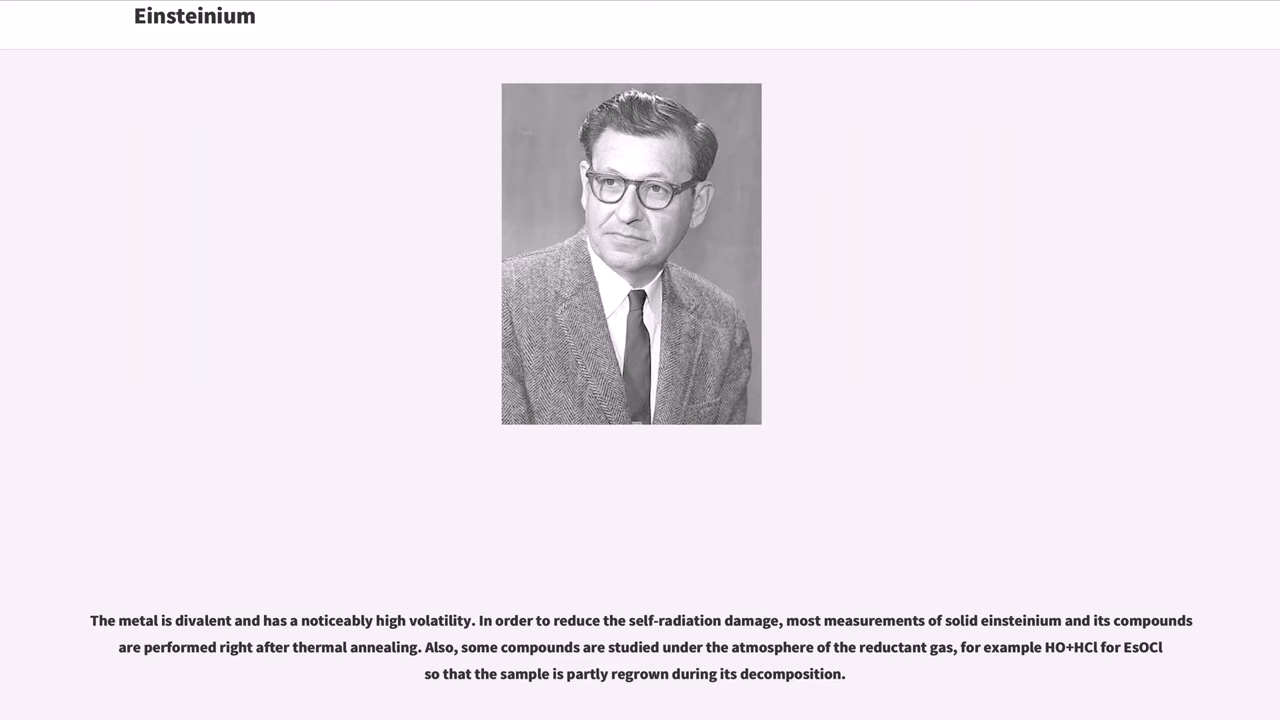 Einsteinium
The metal is divalent and has a noticeably high volatility. In order to reduce the self-radiation damage, most measurements of solid einsteinium and its compounds
are performed right after thermal annealing. Also, some compounds are studied under the atmosphere of the reductant gas, for example HO+HCl for EsOCl
so that the sample is partly regrown during its decomposition.